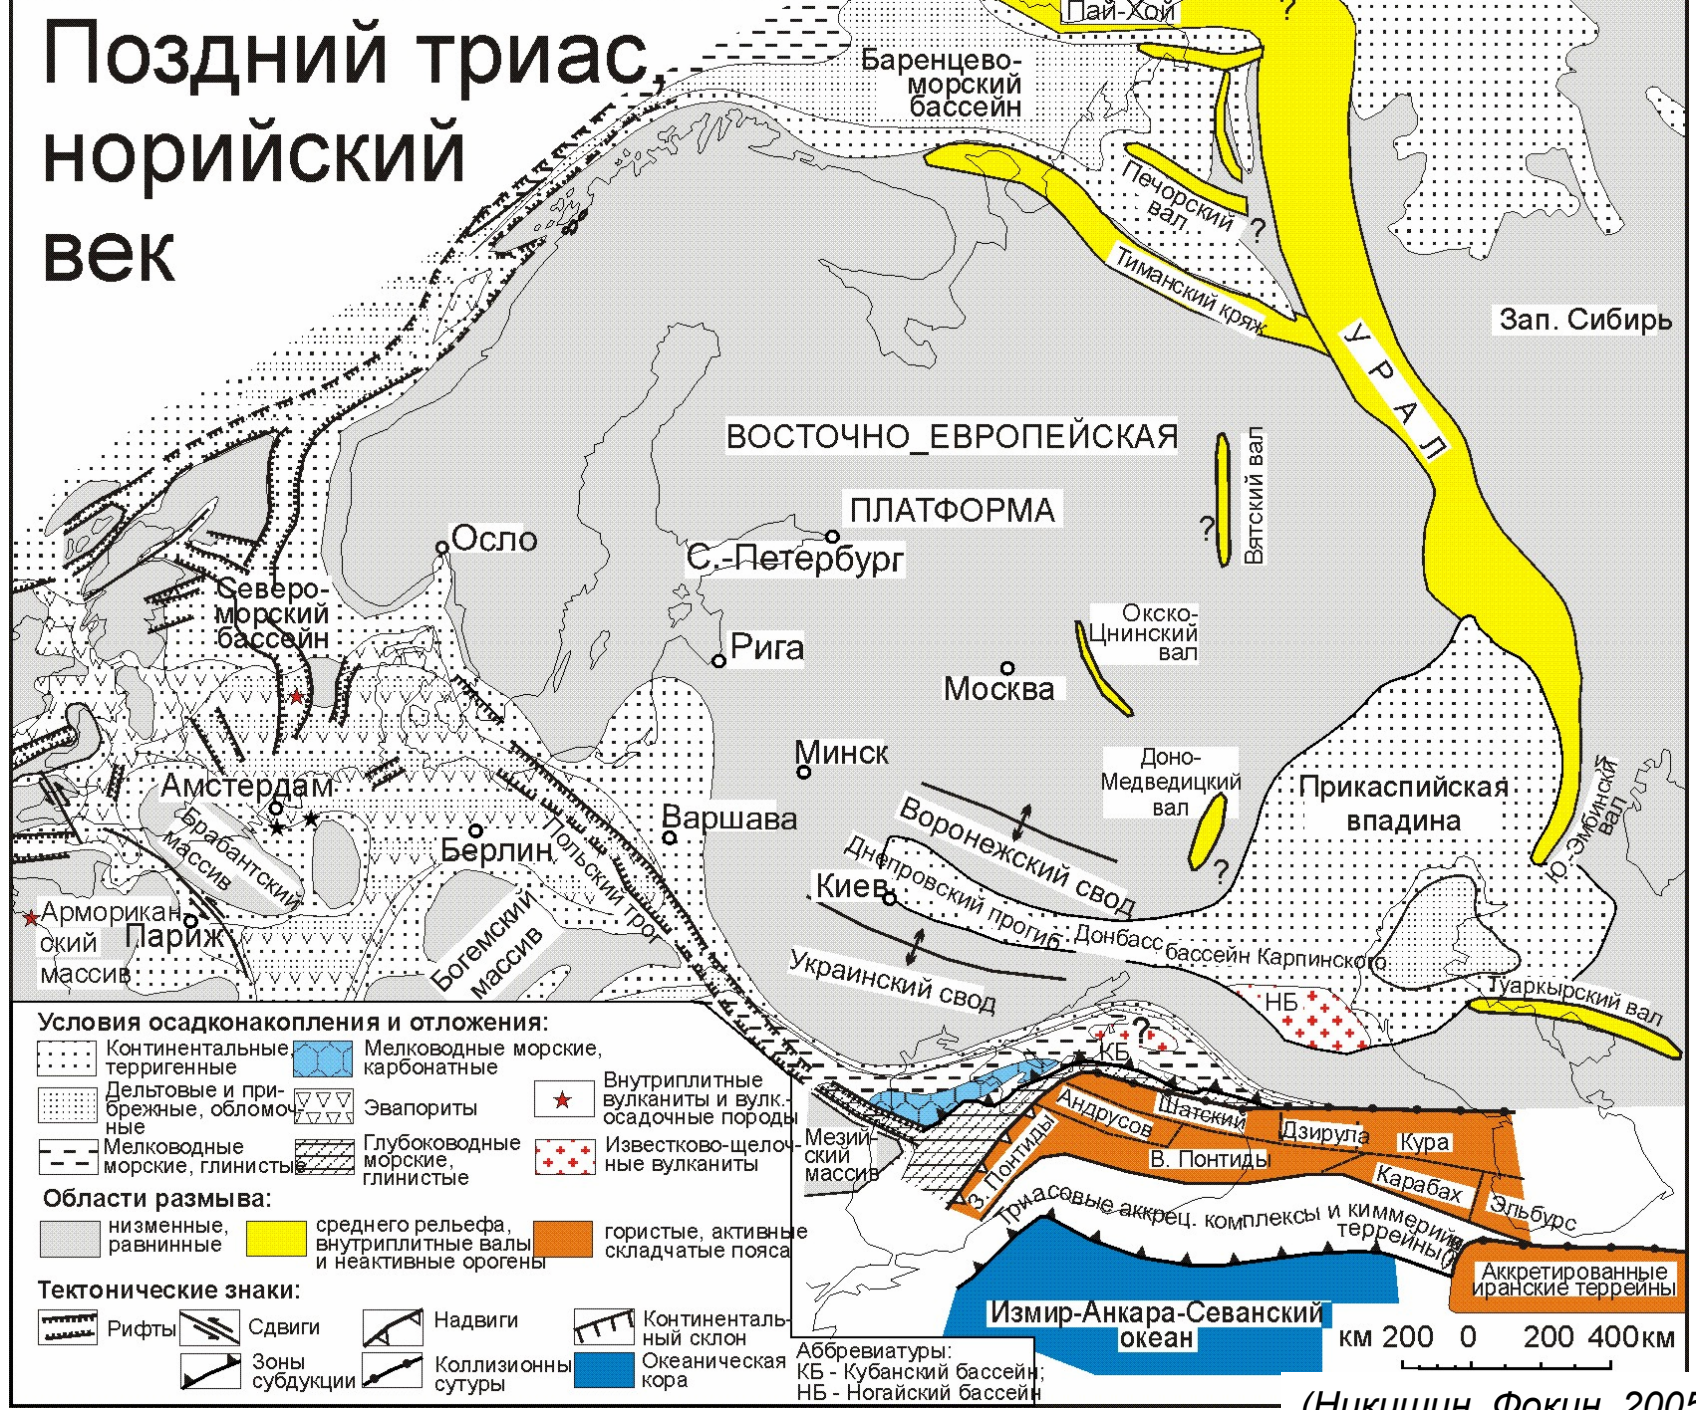 Поздний триас,
норийский
век
Пай-Хой
?
Баренцево-
морский
бассейн
Печорский
вал
?
Тиманский кряж
УРАЛ
Зап. Сибирь
ВОСТОЧНО_ЕВРОПЕЙСКАЯ
ПЛАТФОРМА
Вятский вал
?
Осло
С.-Петербург
Северо-
морский
бассейн
Рига
Окско-
Цнинский
вал
Москва
Минск
Доно-
Медведицкий
вал
?
Прикаспийская
впадина
Ю.-Эмбински
вал
Амстердам
Брабантский
массив
Берлин
Польский трог
Варшава
Воронежский свод
Днепровский прогиб
Киев
Донбасс
бассейн Карпинского
Арморикан-
ский
массив
Париж
Богемский
массив
Украинский свод
НБ
Туаркырский вал
?
КБ
Андрусов
Шатский
Дзирула
Кура
З. Понтиды
В. Понтиды
Карабах
Эльбурс
Мезий-
ский
массив
Триасовые аккрец. комплексы и киммерийн
террейны(?
Аккретированные
иранские террейны
Измир-Анкара-Севанский
океан
км 200 0 200 400км
Условия осадконакопления и отложения:
Континентальные,
терригенные
Дельтовые и при-
брежные, обломоч-
ные
Мелководные
морские, глинистые
Мелководные морские,
карбонатные
Эвапориты
Глубоководные
морские,
глинистые
Внутриплитные
вулканиты и вулк.-
осадочные породы
Известково-щелоч-
ные вулканиты
Области размыва:
низменные,
равнинные
среднего рельефа,
внутриплитные валы
и неактивные орогены
гористые, активные
складчатые пояса
Тектонические знаки:
Рифты
Сдвиги
Надвиги
Континенталь-
ный склон
Зоны
субдукции
Коллизионны
сутуры
Океаническая
кора
Аббревиатуры:
КБ - Кубанский бассейн;
НБ - Ногайский бассейн
(Никишин, Фокин, 2005